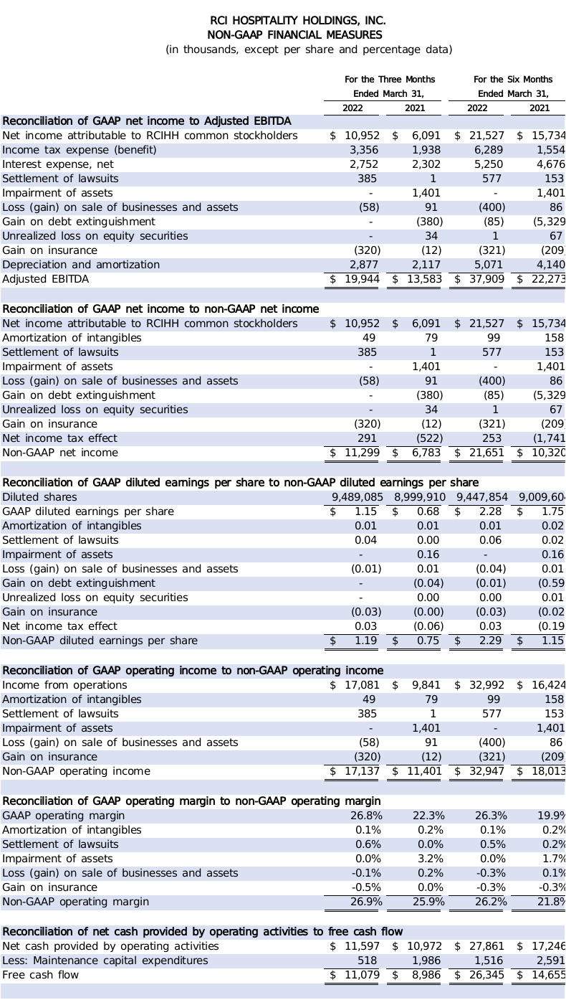 RCI HOSPITALITY HOLDINGS, INC.
NON-GAAP FINANCIAL MEASURES
(in thousands, except per share and percentage data)
For the Three Months For the Six Months
Ended March 31, Ended March 31,
2022 2021 2022 2021
Reconciliation of GAAP net income to Adjusted EBITDA
Net income attributable to RCIHH common stockholders $ 10,952 $ 6,091 $ 21,527 $ 15,734
Income tax expense (benefit) 3,356 1,938 6,289 1,554
Interest expense, net 2,752 2,302 5,250 4,676
Settlement of lawsuits 385 1 577 153
Impairment of assets - 1,401 - 1,401
Loss (gain) on sale of businesses and assets (58) 91 (400) 86
Gain on debt extinguishment - (380) (85) (5,329
Unrealized loss on equity securities - 34 1 67
Gain on insurance (320) (12) (321) (209
Depreciation and amortization 2,877 2,117 5,071 4,140
Adjusted EBITDA $ 19,944 $ 13,583 $ 37,909 $ 22,273
Reconciliation of GAAP net income to non-GAAP net income
Net income attributable to RCIHH common stockholders $ 10,952 $ 6,091 $ 21,527 $ 15,734
Amortization of intangibles 49 79 99 158
Settlement of lawsuits 385 1 577 153
Impairment of assets - 1,401 - 1,401
Loss (gain) on sale of businesses and assets (58) 91 (400) 86
Gain on debt extinguishment - (380) (85) (5,329
Unrealized loss on equity securities - 34 1 67
Gain on insurance (320) (12) (321) (209
Net income tax effect 291 (522) 253 (1,741
Non-GAAP net income $ 11,299 $ 6,783 $ 21,651 $ 10,320
Reconciliation of GAAP diluted earnings per share to non-GAAP diluted earnings per share
Diluted shares 9,489,085 8,999,910 9,447,854 9,009,604
GAAP diluted earnings per share $ 1.15 $ 0.68 $ 2.28 $ 1.75
Amortization of intangibles 0.01 0.01 0.01 0.02
Settlement of lawsuits 0.04 0.00 0.06 0.02
Impairment of assets - 0.16 - 0.16
Loss (gain) on sale of businesses and assets (0.01) 0.01 (0.04) 0.01
Gain on debt extinguishment - (0.04) (0.01) (0.59
Unrealized loss on equity securities - 0.00 0.00 0.01
Gain on insurance (0.03) (0.00) (0.03) (0.02
Net income tax effect 0.03 (0.06) 0.03 (0.19
Non-GAAP diluted earnings per share $ 1.19 $ 0.75 $ 2.29 $ 1.15
Reconciliation of GAAP operating income to non-GAAP operating income
Income from operations $ 17,081 $ 9,841 $ 32,992 $ 16,424
Amortization of intangibles 49 79 99 158
Settlement of lawsuits 385 1 577 153
Impairment of assets - 1,401 - 1,401
Loss (gain) on sale of businesses and assets (58) 91 (400) 86
Gain on insurance (320) (12) (321) (209
Non-GAAP operating income $ 17,137 $ 11,401 $ 32,947 $ 18,013
Reconciliation of GAAP operating margin to non-GAAP operating margin
GAAP operating margin 26.8% 22.3% 26.3% 19.9%
Amortization of intangibles 0.1% 0.2% 0.1% 0.2%
Settlement of lawsuits 0.6% 0.0% 0.5% 0.2%
Impairment of assets 0.0% 3.2% 0.0% 1.7%
Loss (gain) on sale of businesses and assets -0.1% 0.2% -0.3% 0.1%
Gain on insurance -0.5% 0.0% -0.3% -0.3%
Non-GAAP operating margin 26.9% 25.9% 26.2% 21.8%
Reconciliation of net cash provided by operating activities to free cash flow
Net cash provided by operating activities $ 11,597 $ 10,972 $ 27,861 $ 17,246
Less: Maintenance capital expenditures 518 1,986 1,516 2,591
Free cash flow $ 11,079 $ 8,986 $ 26,345 $ 14,655